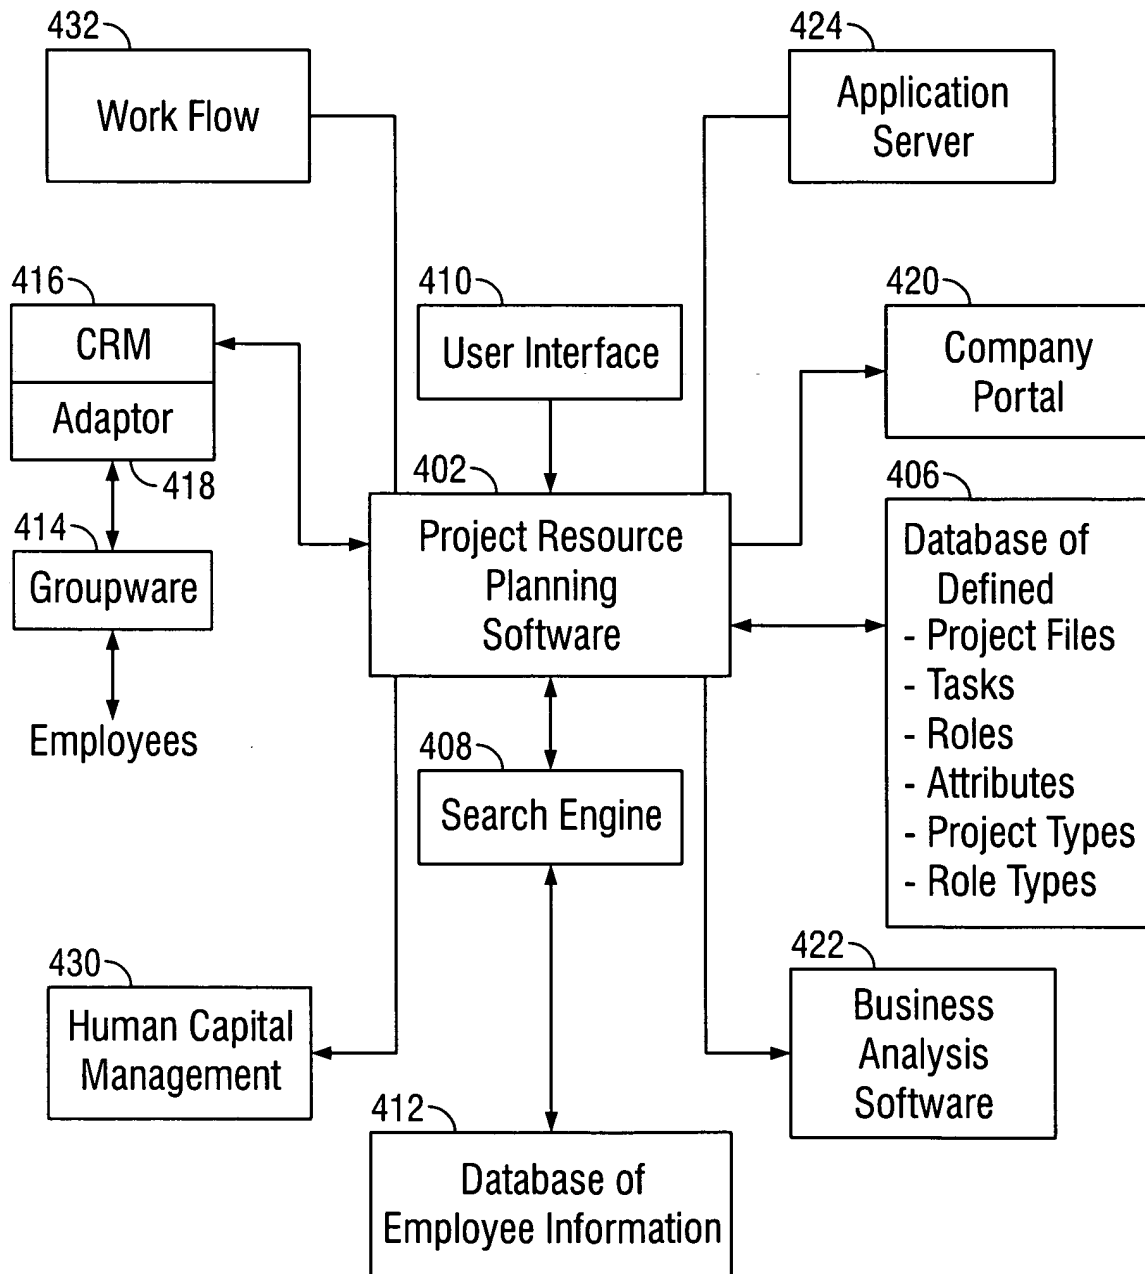 432
Work Flow
424
Application
Server
416
CRM
Adaptor
418
410
User Interface
420
Company
Portal
402
Project Resource
Planning
Software
406
Database of
Defined
- Project Files
- Tasks
- Roles
- Attributes
- Project Types
- Role Types
414
Groupware
Employees
408
Search Engine
430
Human Capital
Management
422
Business
Analysis
Software
412
Database of
Employee Information